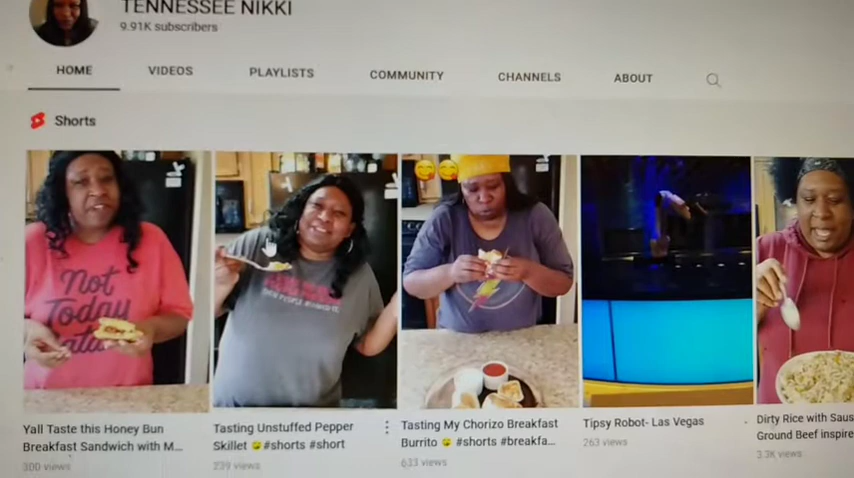 TENNESSEE NIKKI
9.91K subscribers
HOME VIDEOS PLAYLISTS COMMUNITY CHANNELS ABOUT
Shorts
Not
Today
Yall Taste this Honey Bun
Breakfast Sandwich with M...
300 views
Tasting Unstuffed Pepper
Skillet 😋 #shorts #short
239 views
Tasting My Chorizo Breakfast
Burrito 😋 #shorts #breakfa...
633 views
Tipsy Robot- Las Vegas
263 views
Dirty Rice with Saus
Ground Beef inspire
3.3K views